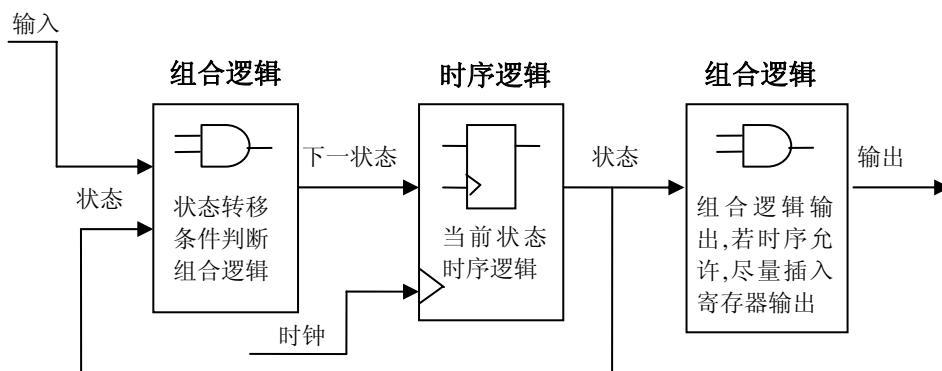 输入
组合逻辑
时序逻辑
组合逻辑
状态
状态转移
条件判断
组合逻辑
下一状态
当前状态
时序逻辑
时钟
状态
组合逻辑输
出,若时序允
许,尽量插入
寄存器输出
输出